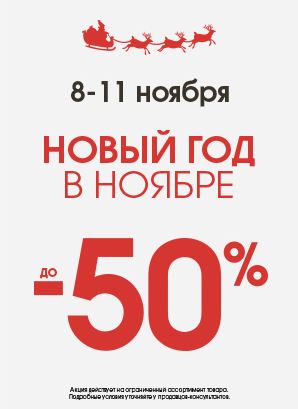 8-11 ноября
НОВЫЙ ГОД
В НОЯБРЕ
до
-50%
Акция действует на ограниченный ассортимент товара.
Подробные условия уточняйте у продавцов-консультантов.